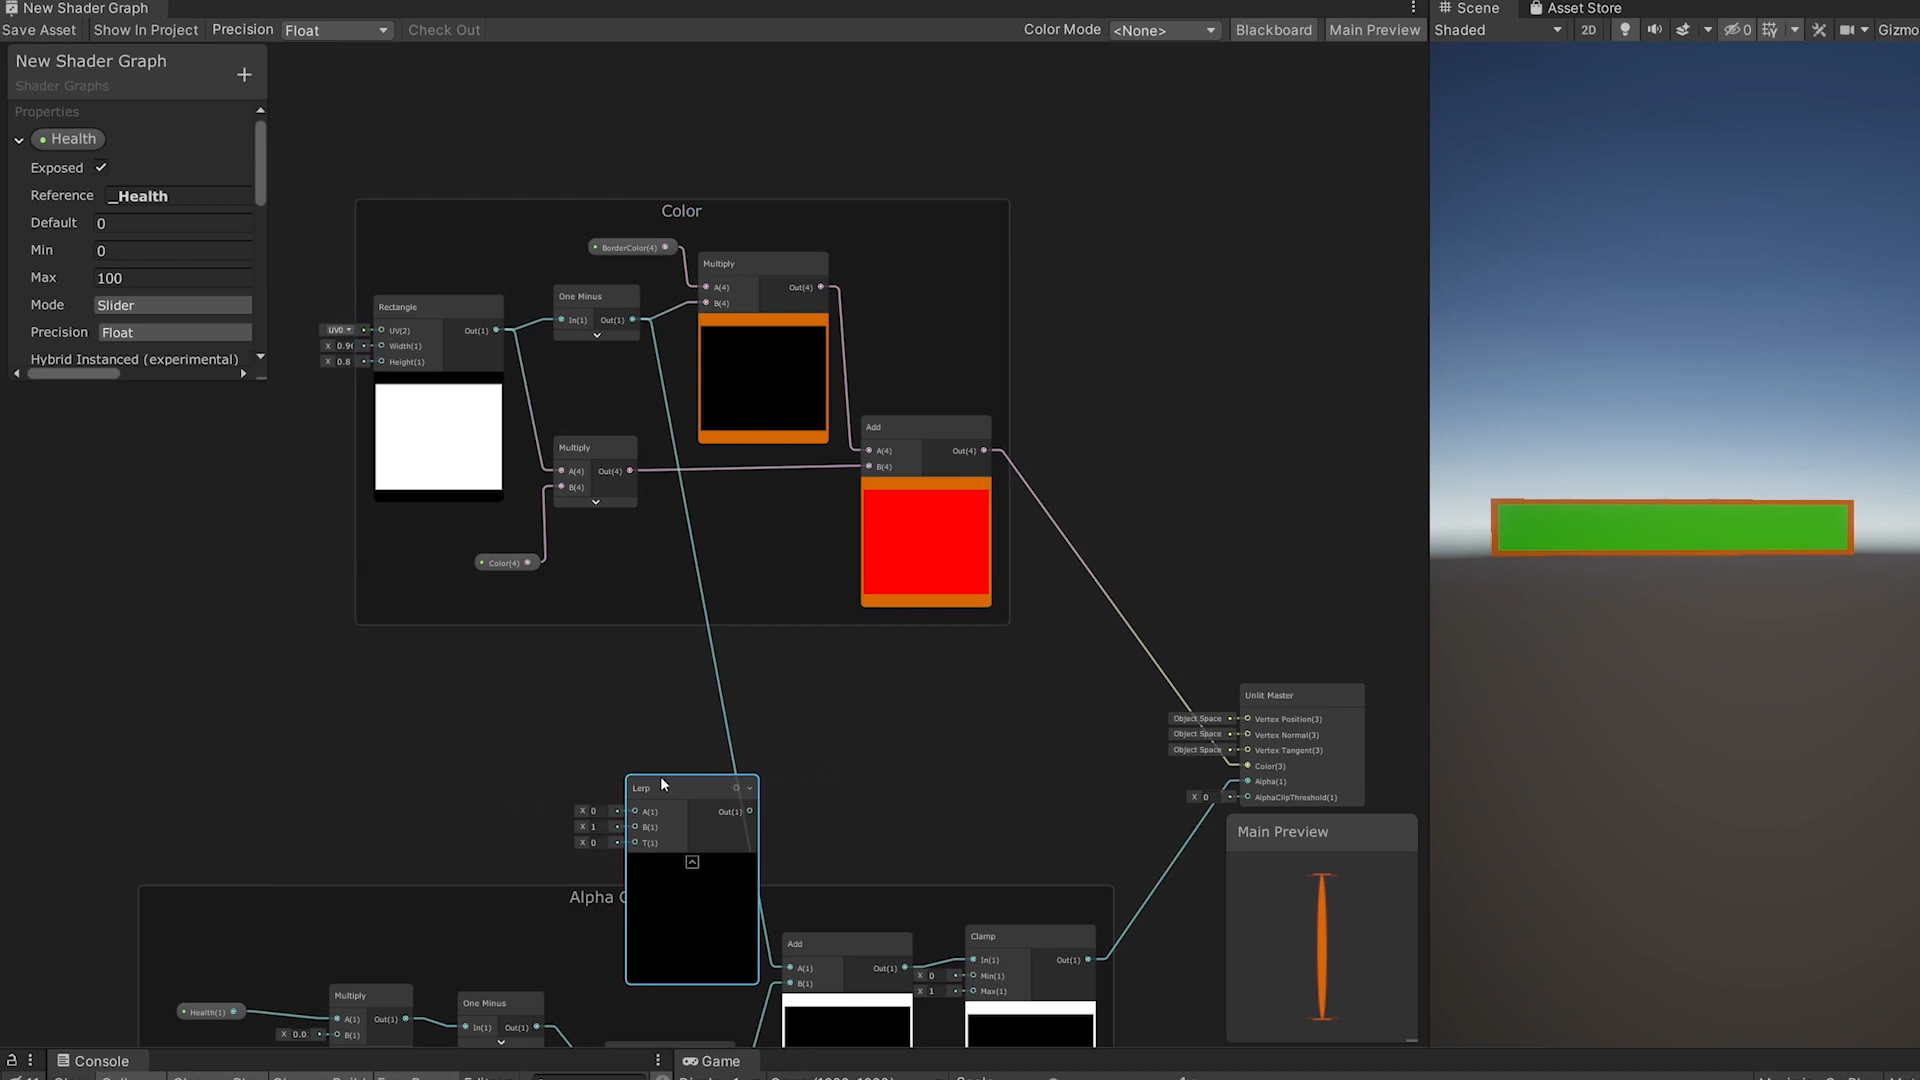 New Shader Graph
Scene
Asset Store
Save Asset
Show In Project
Precision
Float
Check Out
Color Mode
<None>
Blackboard
Main Preview
Shaded
2D
0
Gizmo
New Shader Graph
Shader Graphs
Properties
Health
Exposed
Reference
_Health
Default
0
Min
0
Max
100
Mode
Slider
Precision
Float
Hybrid Instanced (experimental)
Color
BorderColor(4)
Multiply
A(4)
Out(4)
B(4)
One Minus
In(1)
Out(1)
Rectangle
UV0
UV(2)
Out(1)
X 0.9
Width(1)
X 0.8
Height(1)
Add
A(4)
Out(4)
B(4)
Multiply
A(4)
Out(4)
B(4)
Color(4)
Unlit Master
Object Space
Vertex Position(3)
Object Space
Vertex Normal(3)
Object Space
Vertex Tangent(3)
Color(3)
Alpha(1)
X 0
AlphaClipThreshold(1)
Lerp
X 0
A(1)
Out(1)
X 1
B(1)
X 0
T(1)
Main Preview
Alpha
Add
A(1)
Out(1)
B(1)
Clamp
In(1)
Out(1)
X 0
Min(1)
X 1
Max(1)
Health(1)
Multiply
A(1)
Out(1)
X 0.0
B(1)
One Minus
In(1)
Out(1)
Console
Game